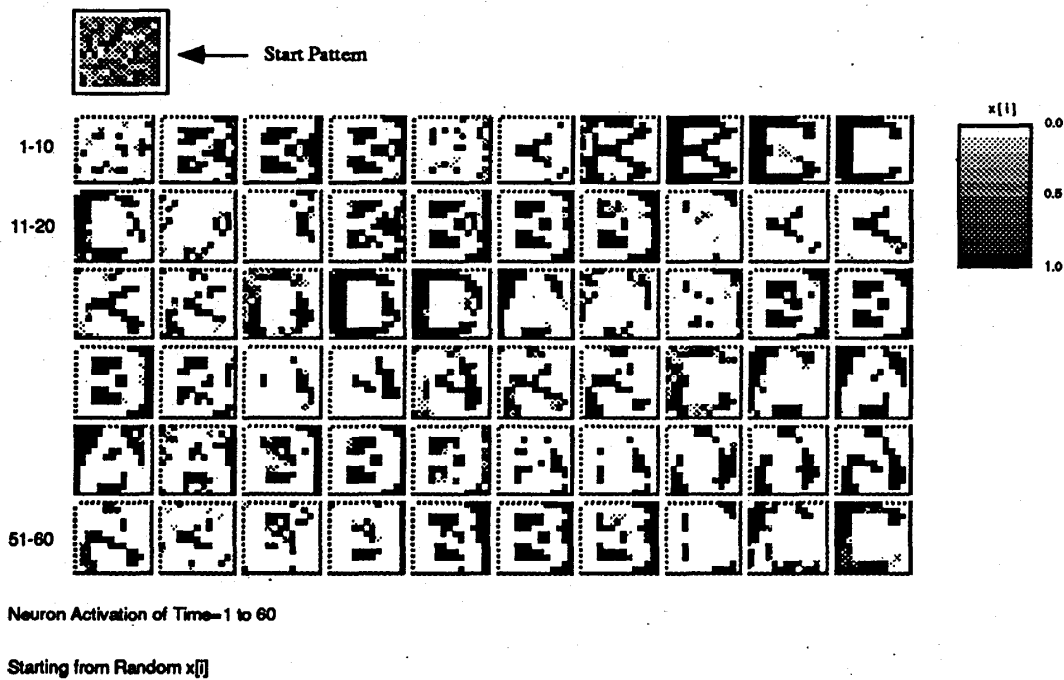 Start Pattern
x[i]
0.0
1-10
0.5
11-20
1.0
51-60
Neuron Activation of Time=1 to 60
Starting from Random x[i]